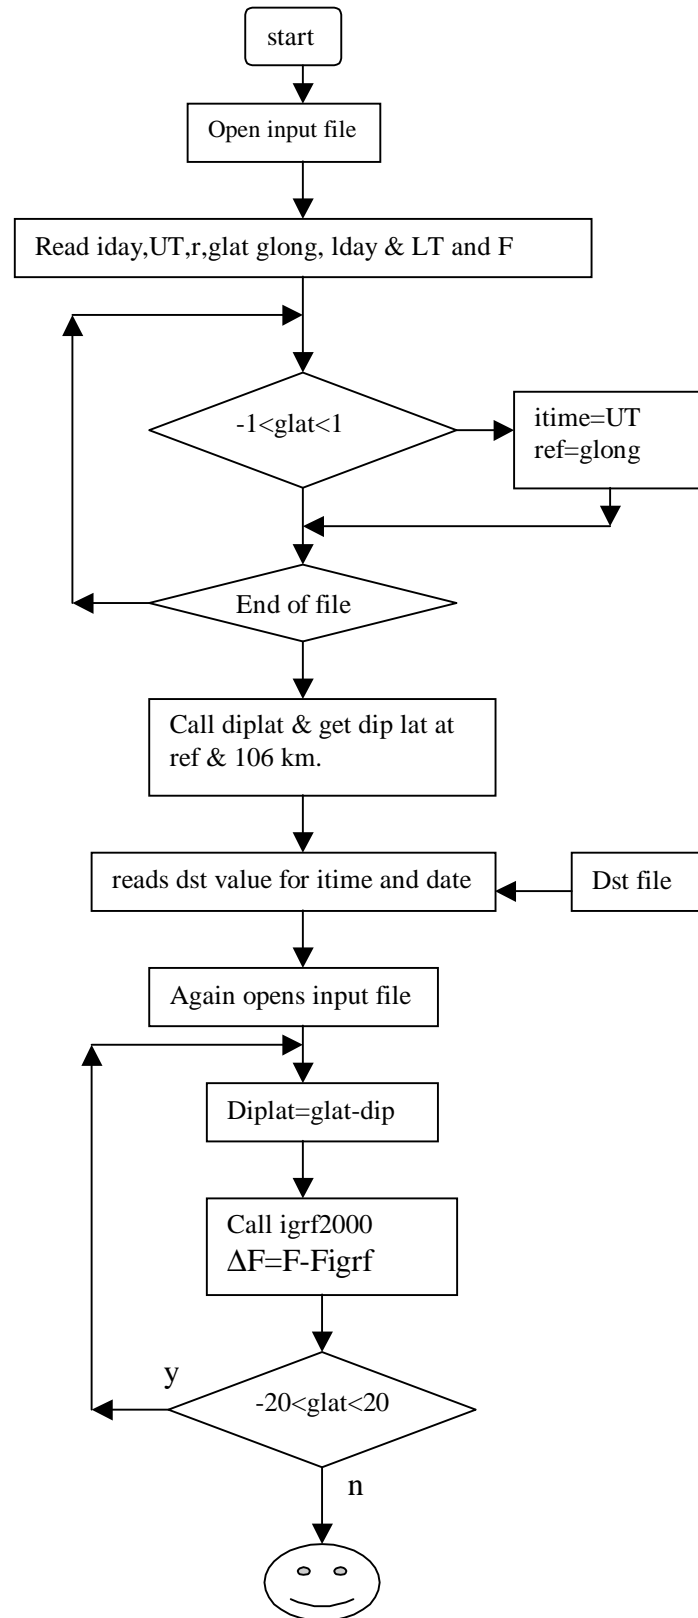 start
Open input file
Read iday,UT,r,glat glong, lday & LT and F
-1<glat<1
itime=UT
ref=glong
End of file
Call diplat & get dip lat at
ref & 106 km.
reads dst value for itime and date
Dst file
Again opens input file
Diplat=glat-dip
Call igrf2000
ΔF=F-Figrf
y
-20<glat<20
n